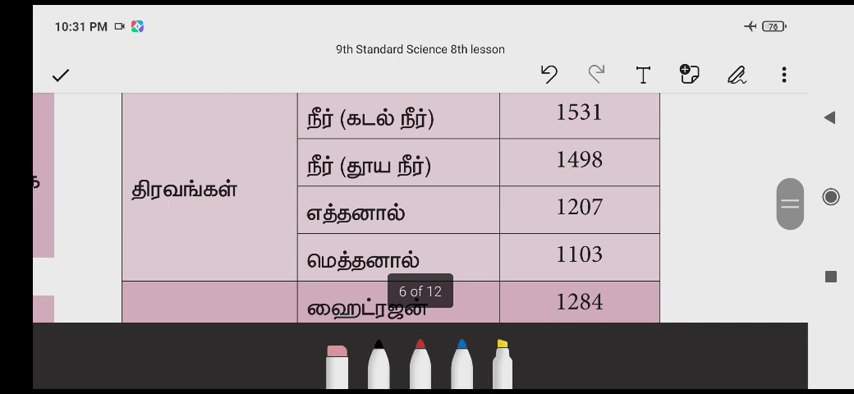 10:31 PM
76
9th Standard Science 8th lesson
நீர் (கடல் நீர்) 1531
நீர் (தூய நீர்) 1498
திரவங்கள்
எத்தனால் 1207
மெத்தனால் 1103
6 of 12
ஹைட்ரஜன் 1284